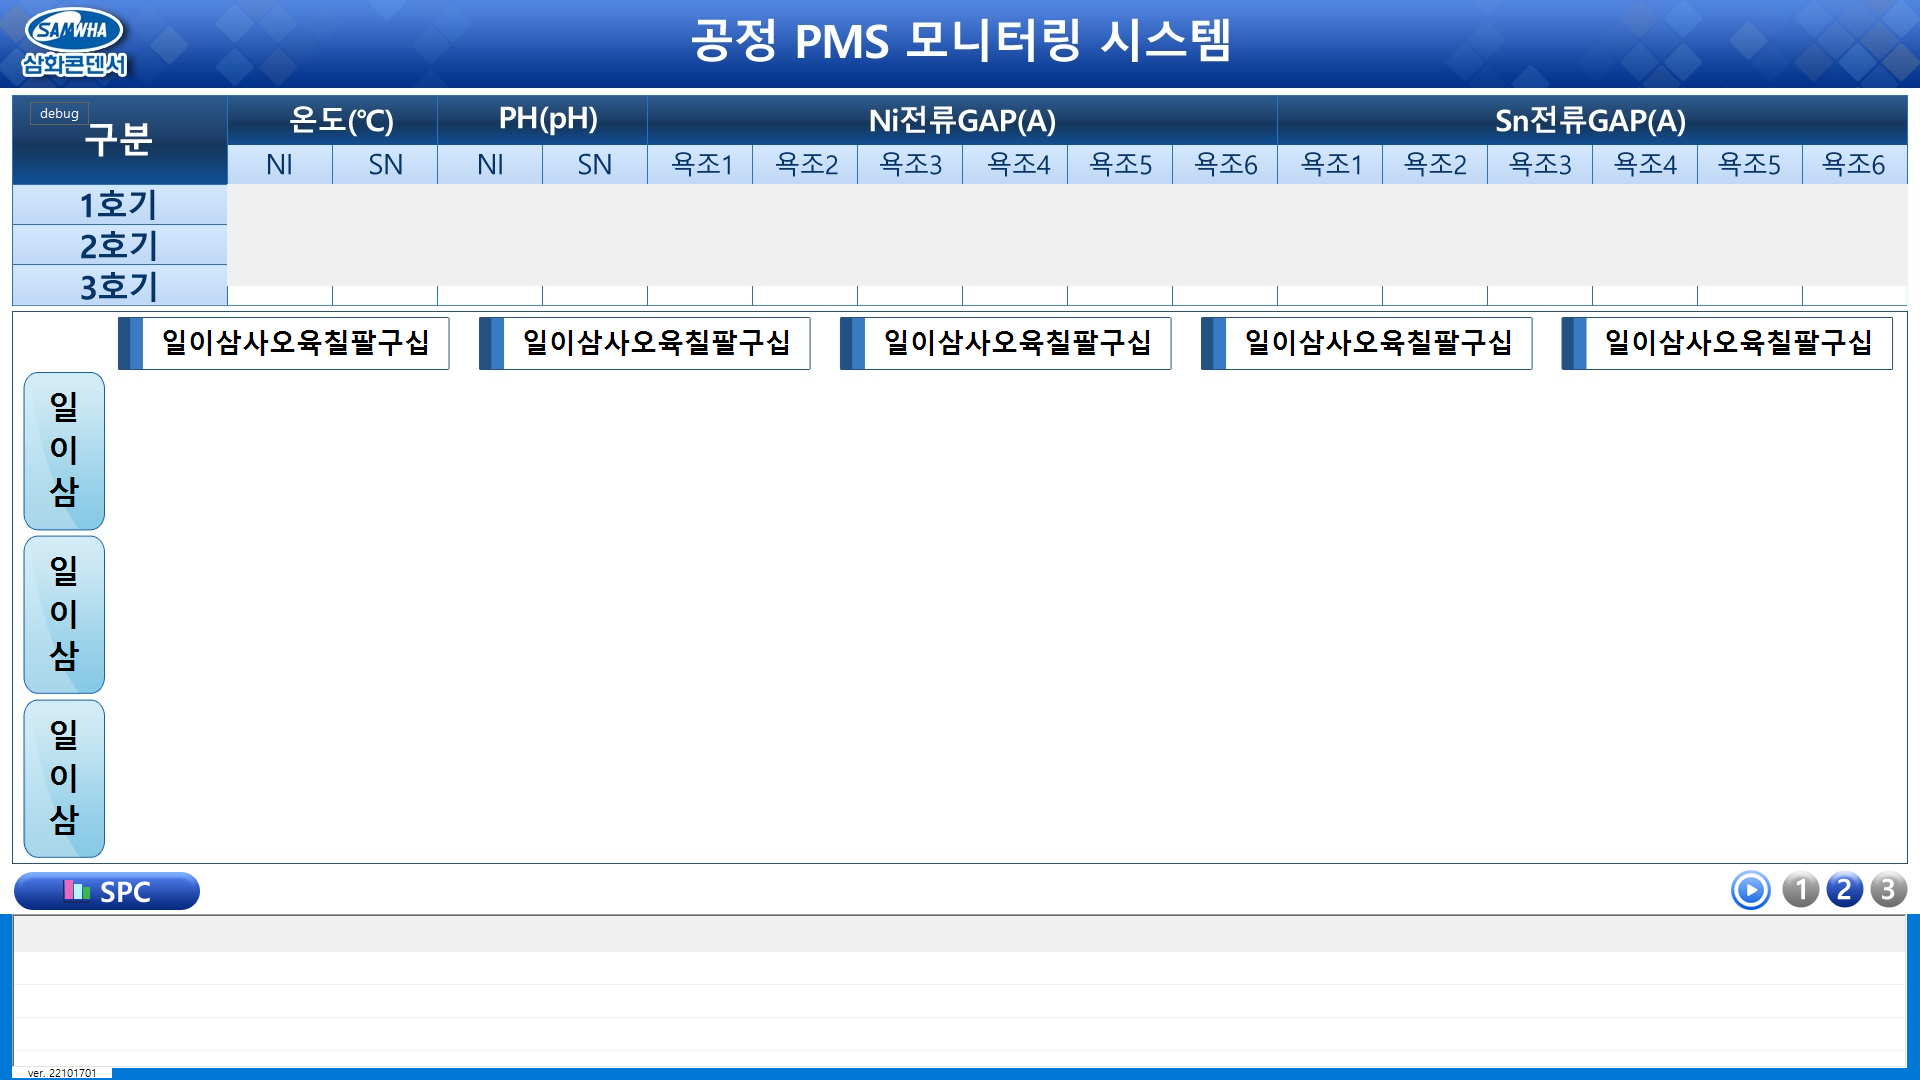 SAMWHA
삼화콘덴서
공정 PMS 모니터링 시스템
debug
구분
온도(℃) PH(pH) Ni전류GAP(A) Sn전류GAP(A)
NI SN NI SN 욕조1 욕조2 욕조3 욕조4 욕조5 욕조6 욕조1 욕조2 욕조3 욕조4 욕조5 욕조6
1호기
2호기
3호기
일이삼사오육칠팔구십 일이삼사오육칠팔구십 일이삼사오육칠팔구십 일이삼사오육칠팔구십 일이삼사오육칠팔구십
일
이
삼
일
이
삼
일
이
삼
SPC
1 2 3
ver. 22101701